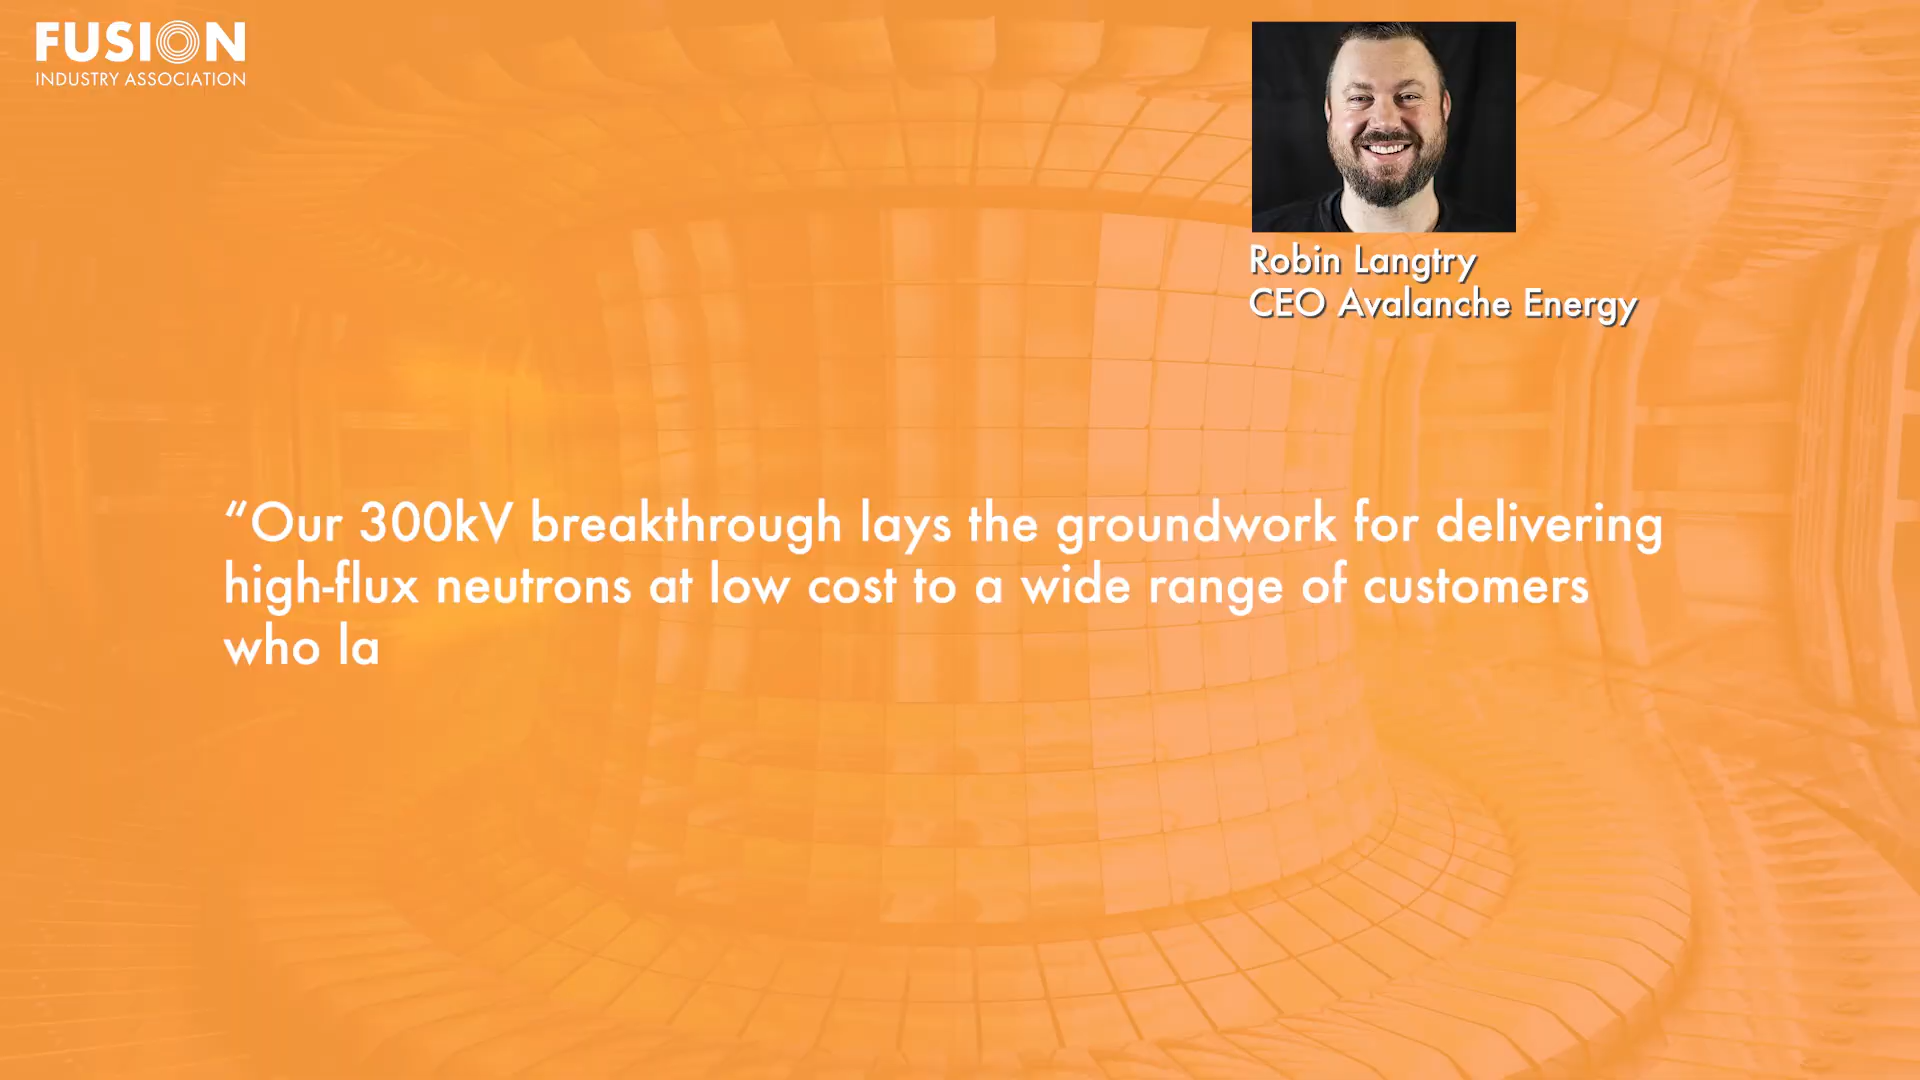 FUSION
INDUSTRY ASSOCIATION
Robin Langtry
CEO Avalanche Energy
“Our 300kV breakthrough lays the groundwork for delivering
high-flux neutrons at low cost to a wide range of customers
who la